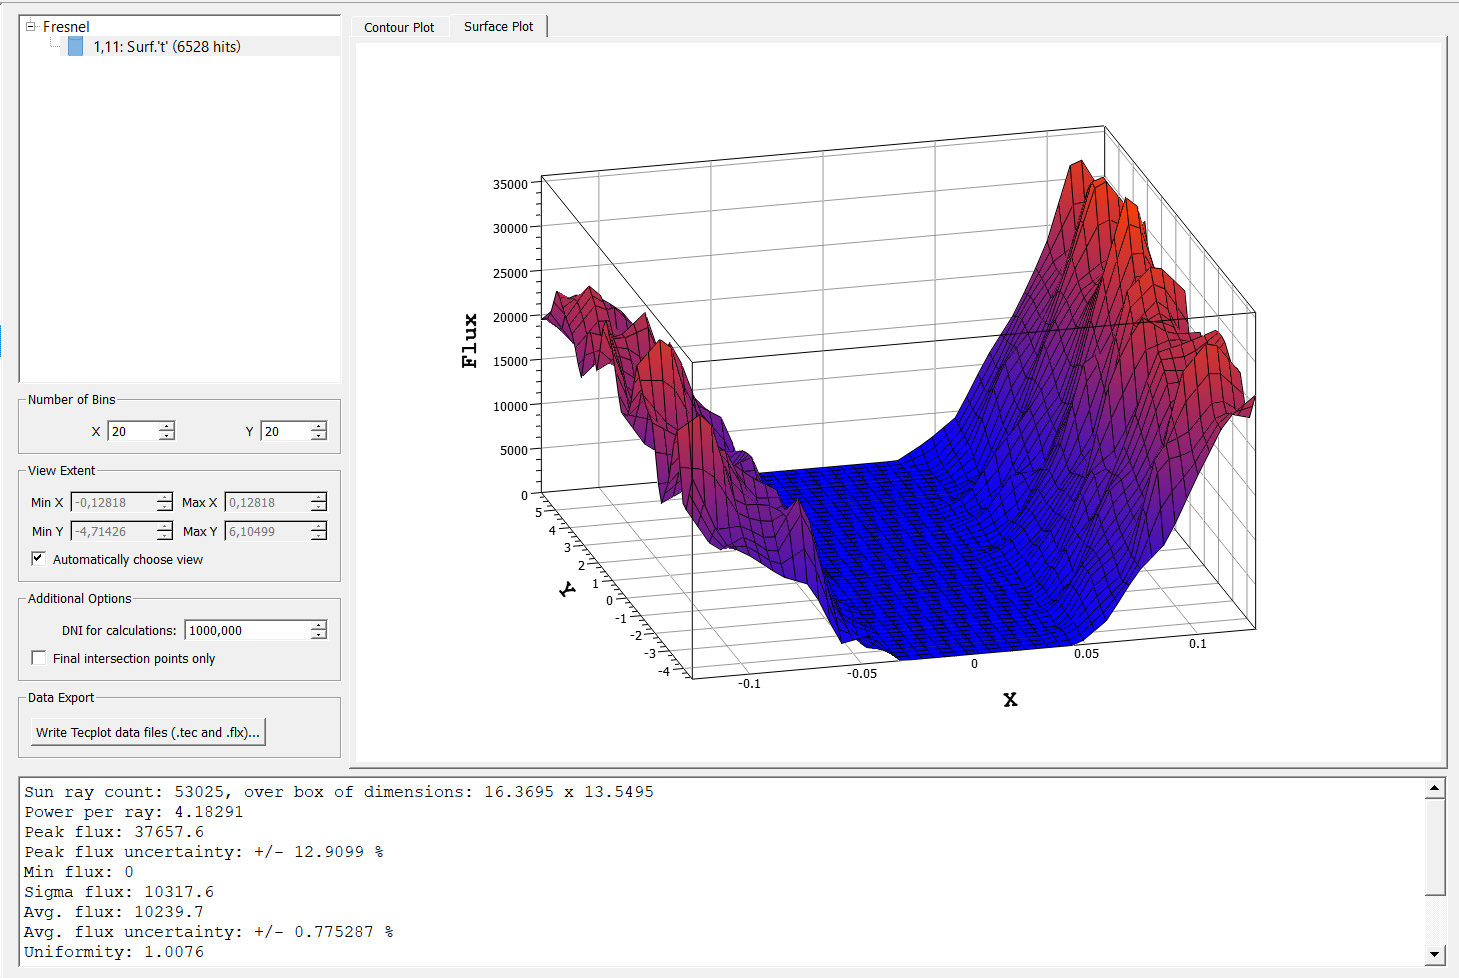 Fresnel
1,11: Surf.'t' (6528 hits)
Contour Plot
Surface Plot
Number of Bins
X 20 Y 20
View Extent
Min X -0,12818 Max X 0,12818
Min Y -4,71426 Max Y 6,10499
Automatically choose view
Additional Options
DNI for calculations: 1000,000
Final intersection points only
Data Export
Write Tecplot data files (.tec and .flx)...
Flux
35000
30000
25000
20000
15000
10000
5000
0
Y
5
4
3
2
1
0
-1
-2
-3
-4
-0.1
-0.05
0
0.05
0.1
X
Sun ray count: 53025, over box of dimensions: 16.3695 x 13.5495
Power per ray: 4.18291
Peak flux: 37657.6
Peak flux uncertainty: +/- 12.9099 %
Min flux: 0
Sigma flux: 10317.6
Avg. flux: 10239.7
Avg. flux uncertainty: +/- 0.775287 %
Uniformity: 1.0076